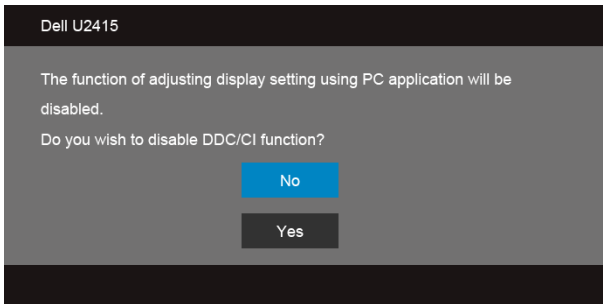 Dell U2415
The function of adjusting display setting using PC application will be
disabled.
Do you wish to disable DDC/CI function?
No
Yes